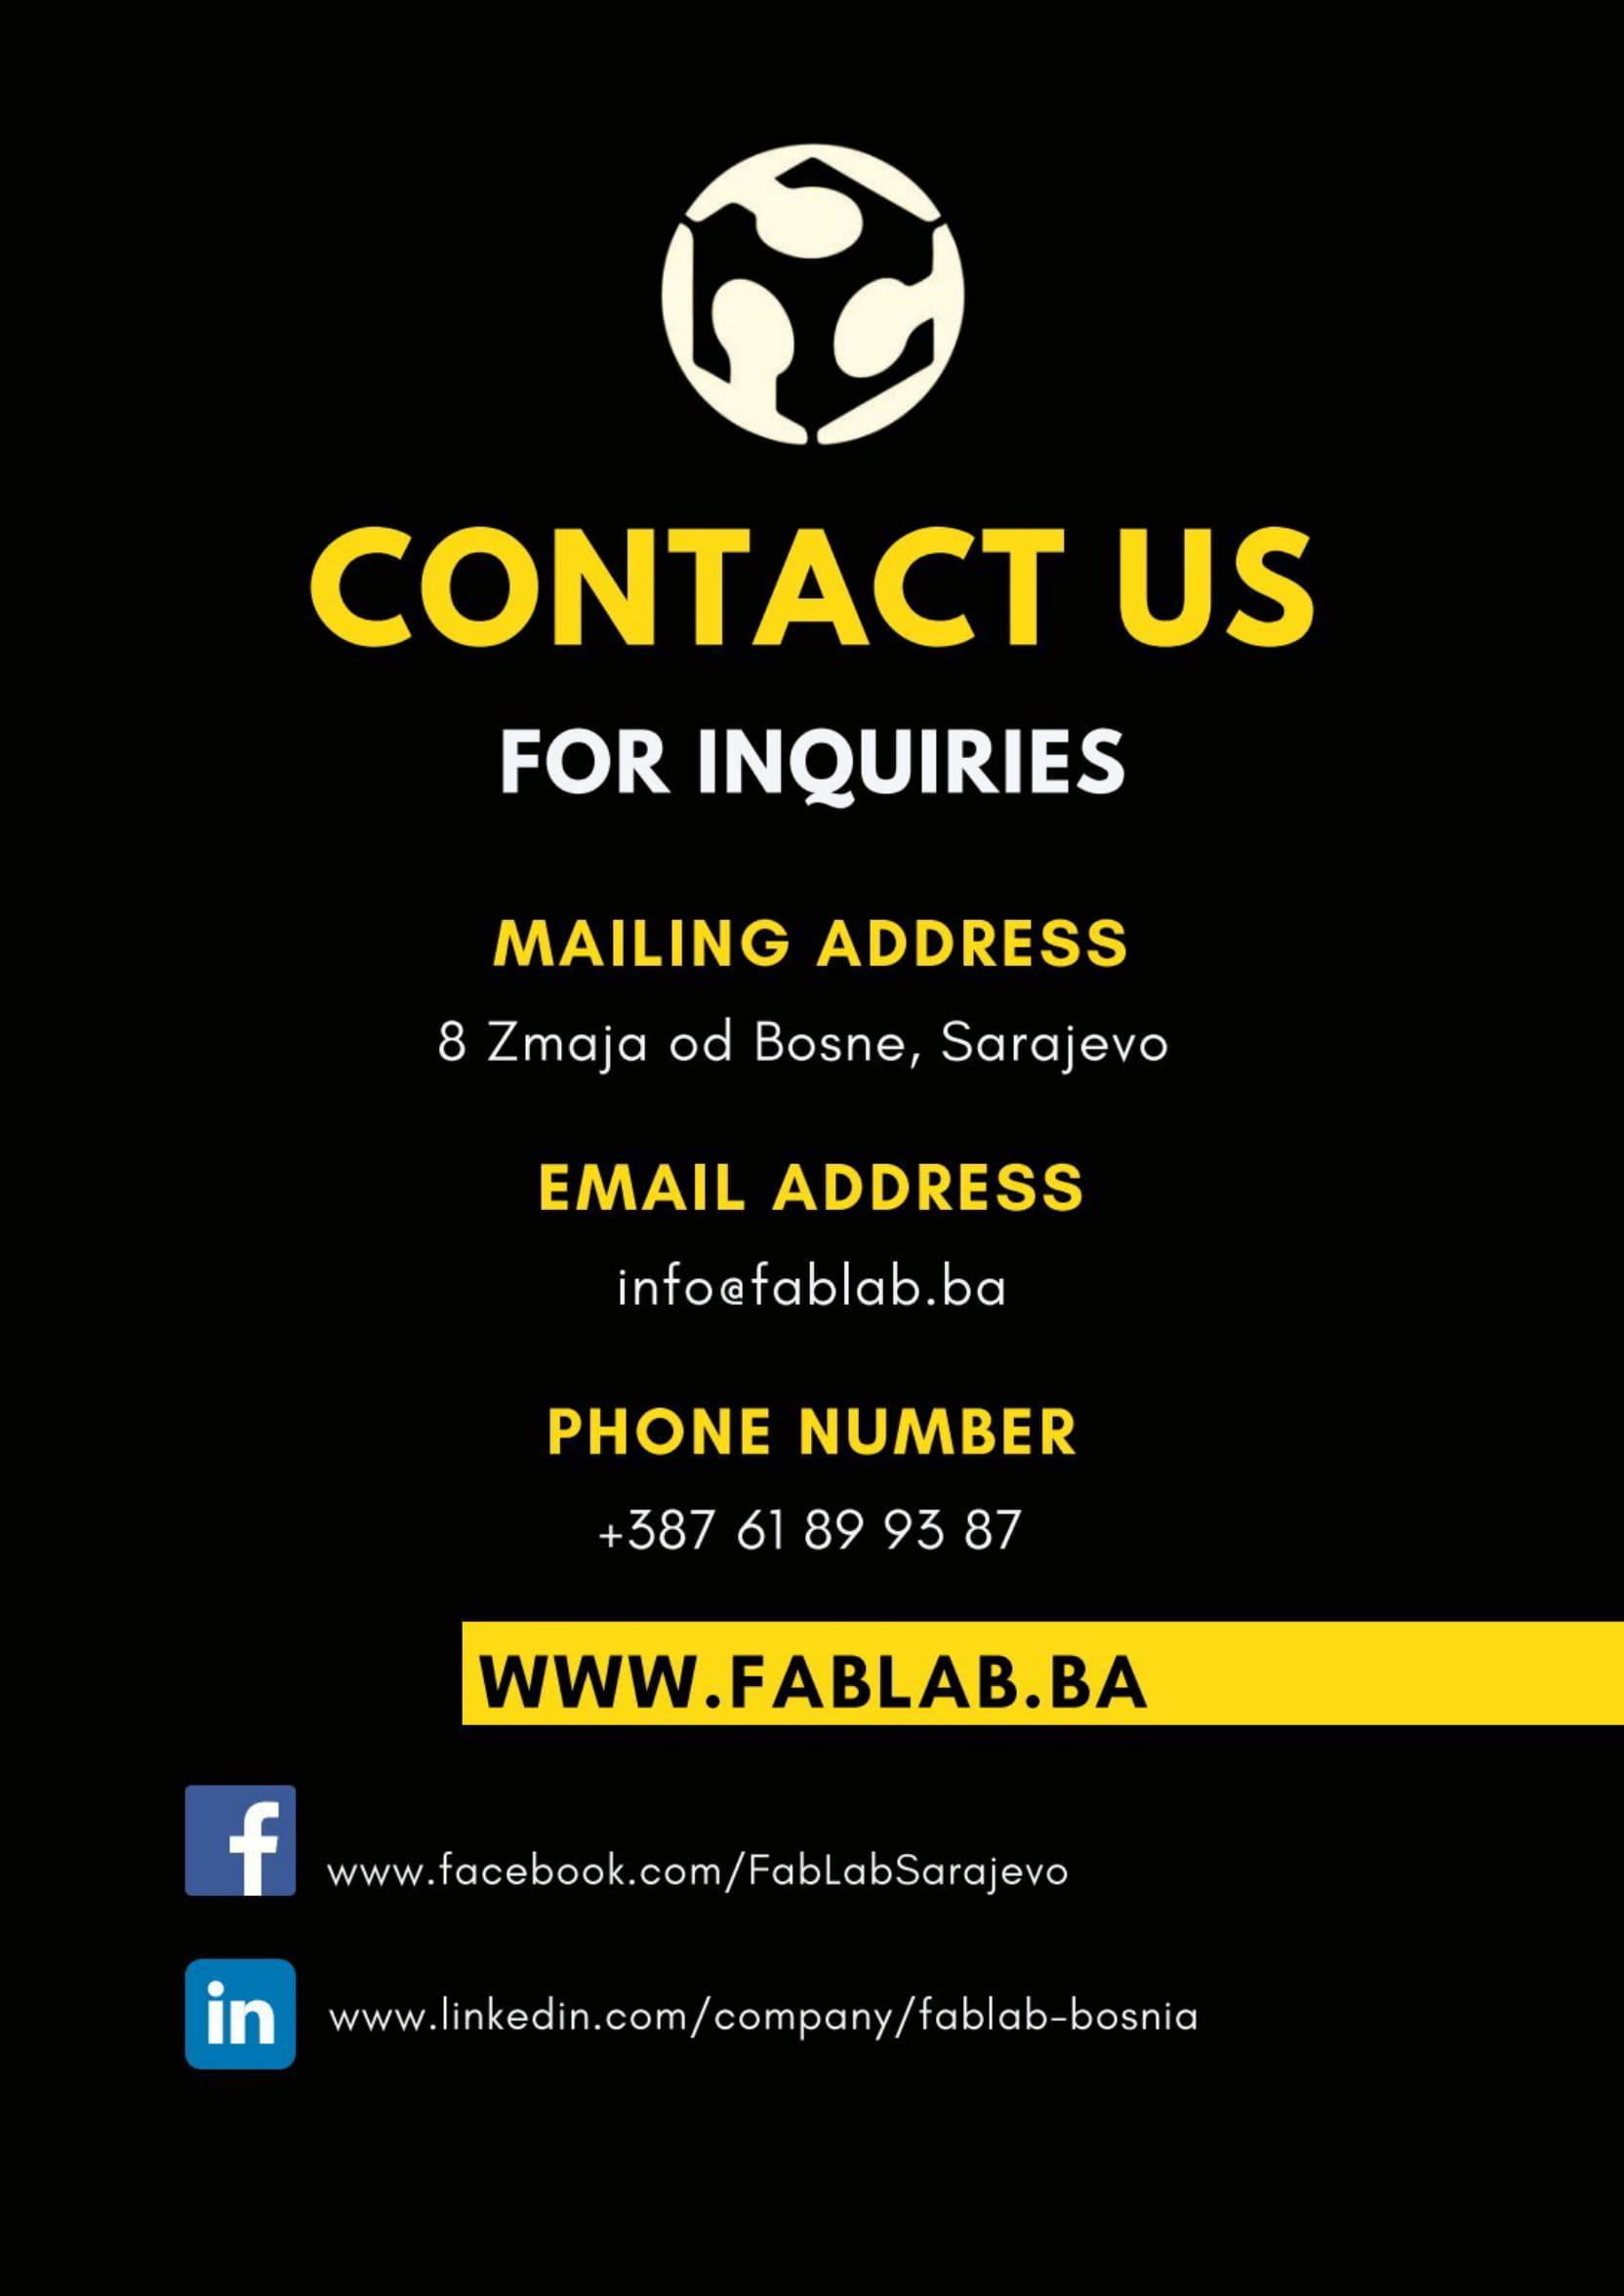 CONTACT US
FOR INQUIRIES
MAILING ADDRESS
8 Zmaja od Bosne, Sarajevo
EMAIL ADDRESS
info@fablab.ba
PHONE NUMBER
+387 61 89 93 87
WWW.FABLAB.BA
f
www.facebook.com/FabLabSarajevo
in
www.linkedin.com/company/fablab-bosnia